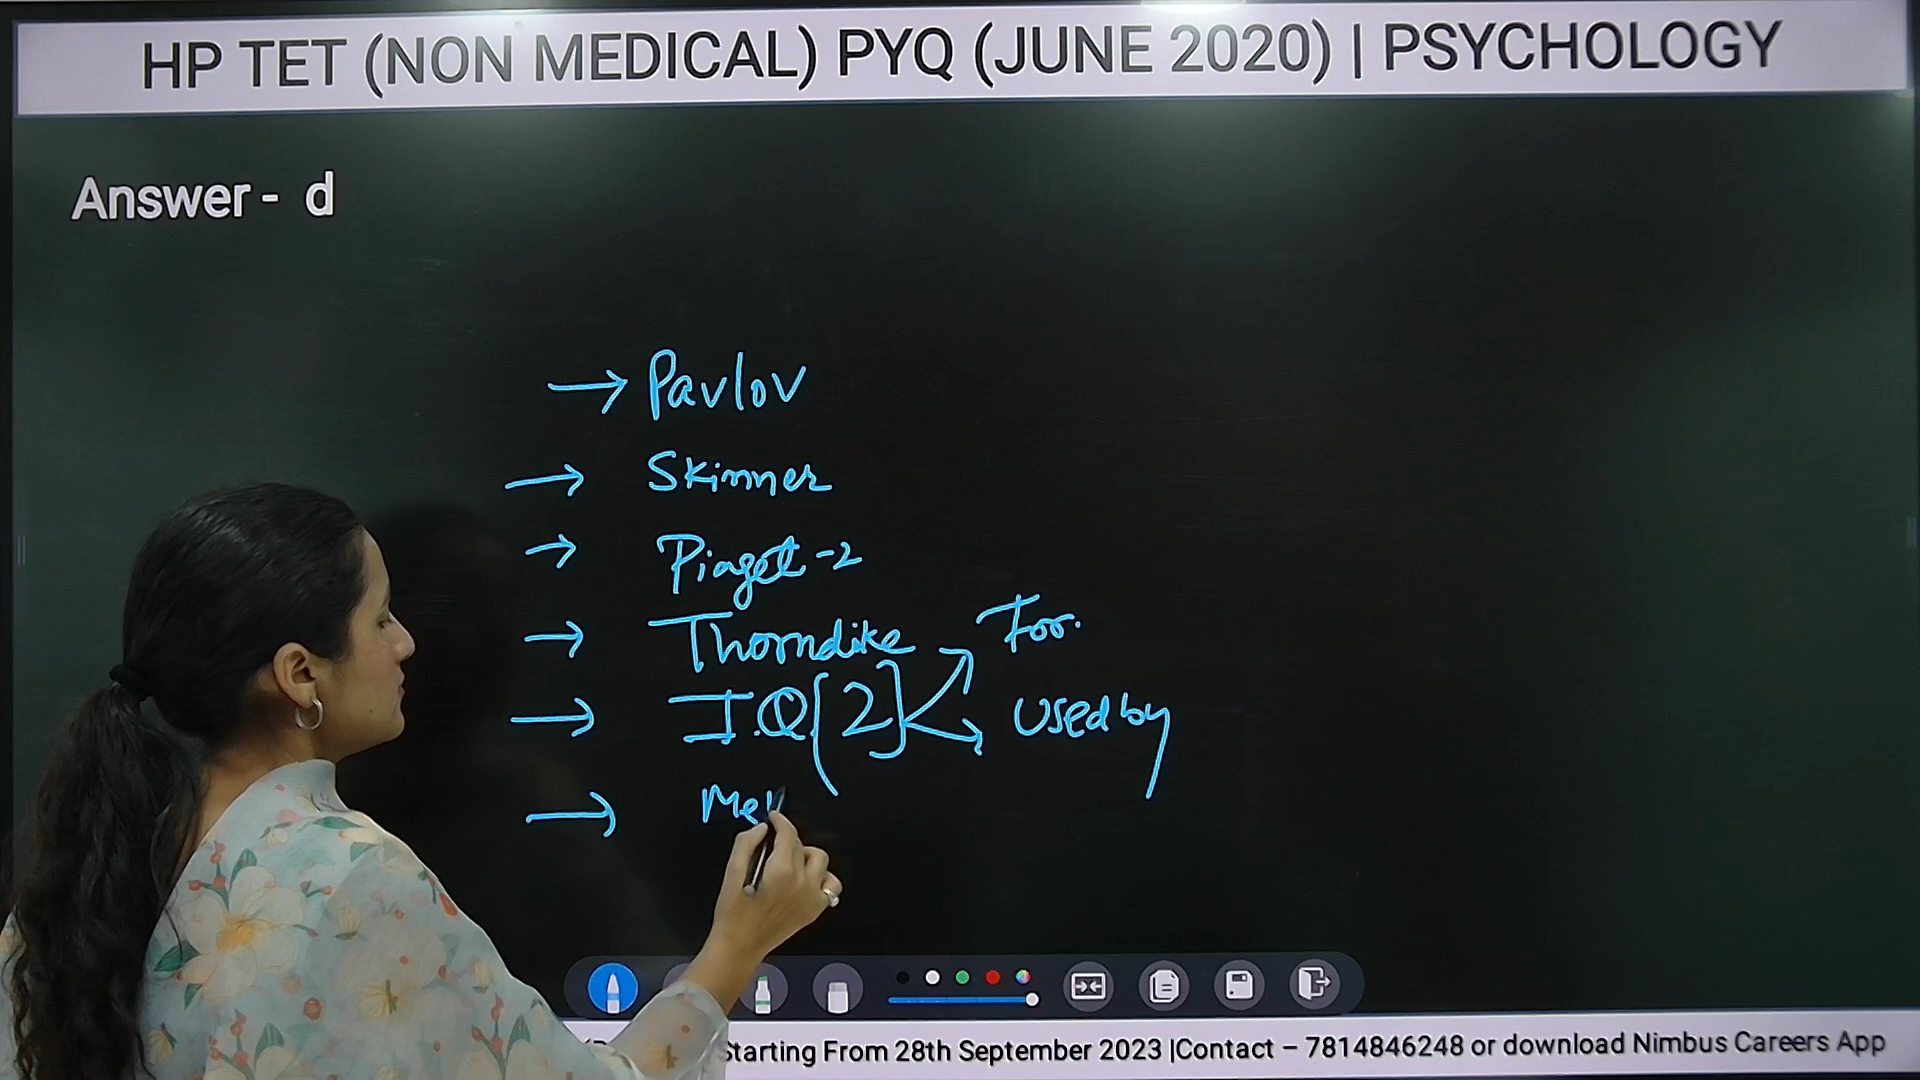 HP TET (NON MEDICAL) PYQ (JUNE 2020) | PSYCHOLOGY
Answer - d
→ Pavlov
→ Skinner
→ Piaget - 2
→ Thorndike
For.
→ I.Q [2]
Used by
→
Starting From 28th September 2023 |Contact – 7814846248 or download Nimbus Careers App